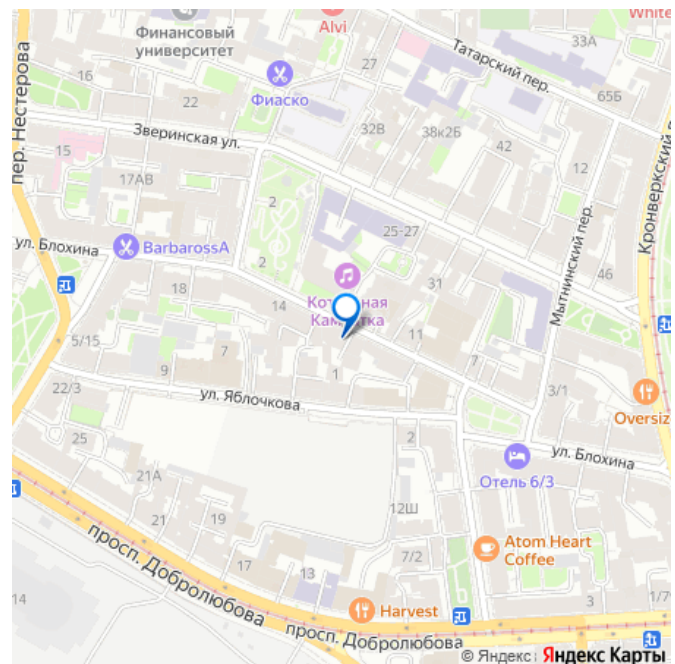 Финансовый
университет
Alvi
White
33А
Татарский пер.
пер. Нестерова
16
22
Фиаско
27
65Б
Зверинская ул.
32В
38к2Б
42
15
12
Кронверкский
17АВ
2
25-27
Мытнинский пер.
ул. Блохина
BarbarossA
2
31
46
18
14
Камчатка
5/15
7
11
7
9
1
22/3
ул. Яблочкова
3/1
Oversiz
25
2
ул. Блохина
Отель 6/3
21А
12Ш
21
19
просп. Добролюбова
17
7/2
Atom Heart
Coffee
14
13
3
1/79
Harvest
просп. Добролюбова
© Яндекс
Яндекс Карты